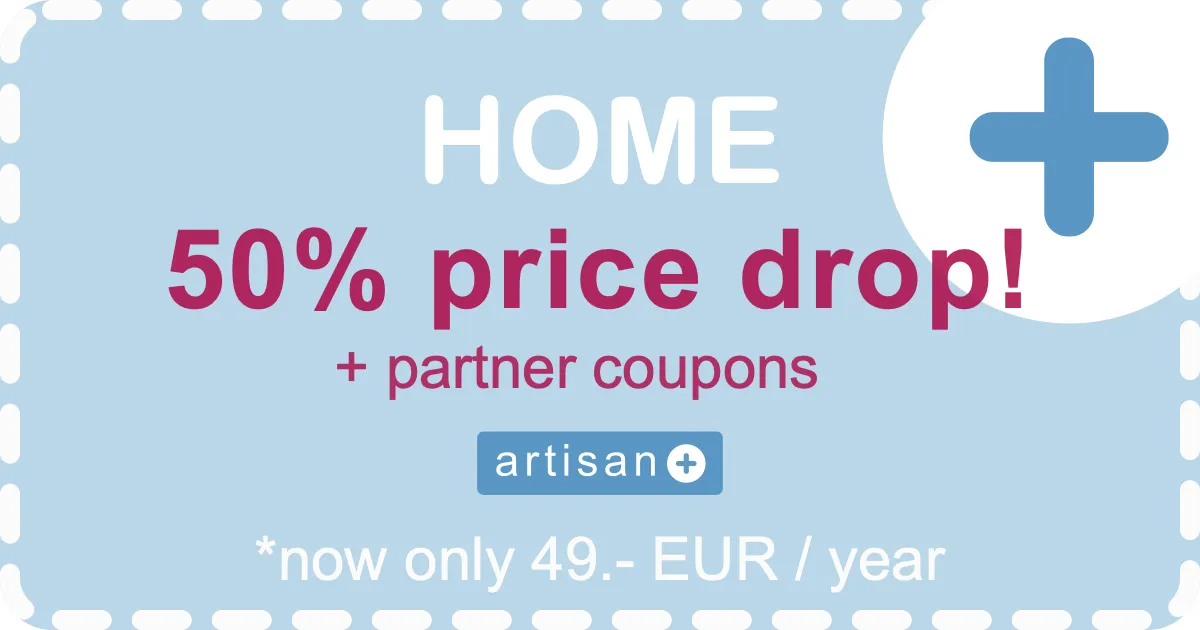 HOME
50% price drop!
+ partner coupons
artisan+
*now only 49.- EUR / year